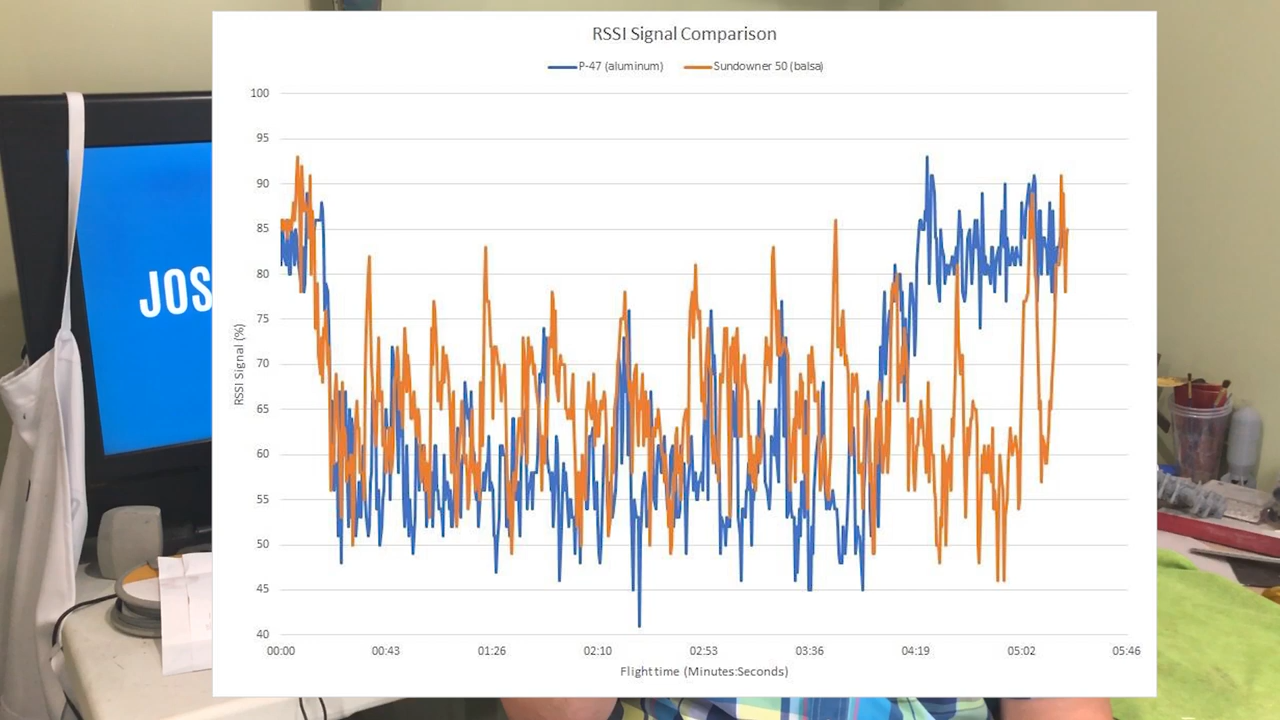 RSSI Signal Comparison
P-47 (aluminum) Sundowner 50 (balsa)
100
95
90
85
80
75
70
65
60
55
50
45
40
RSSI Signal (%)
00:00 00:43 01:26 02:10 02:53 03:36 04:19 05:02 05:46
Flight time (Minutes:Seconds)
JOS